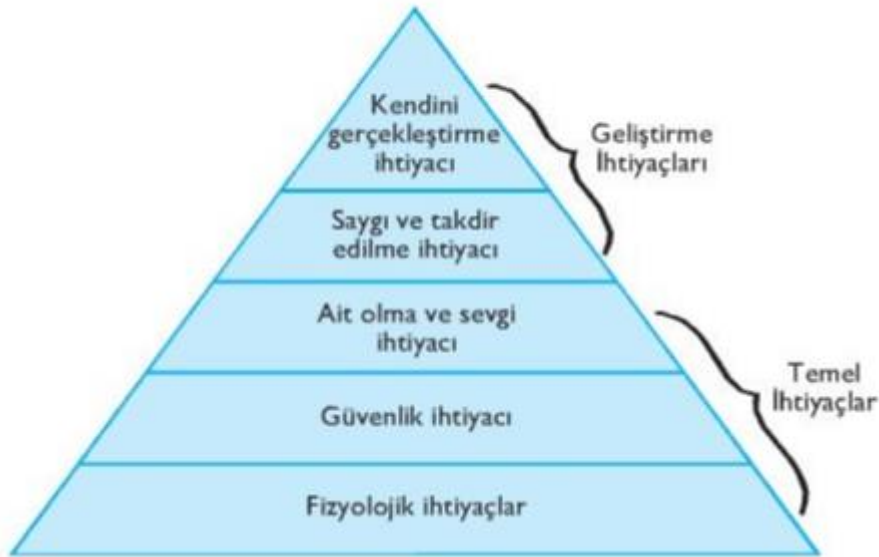 Kendini
gerçekleştirme
ihtiyacı
Geliştirme
İhtiyaçları
Saygı ve takdir
edilme ihtiyacı
Ait olma ve sevgi
ihtiyacı
Temel
İhtiyaçlar
Güvenlik ihtiyacı
Fizyolojik ihtiyaçlar